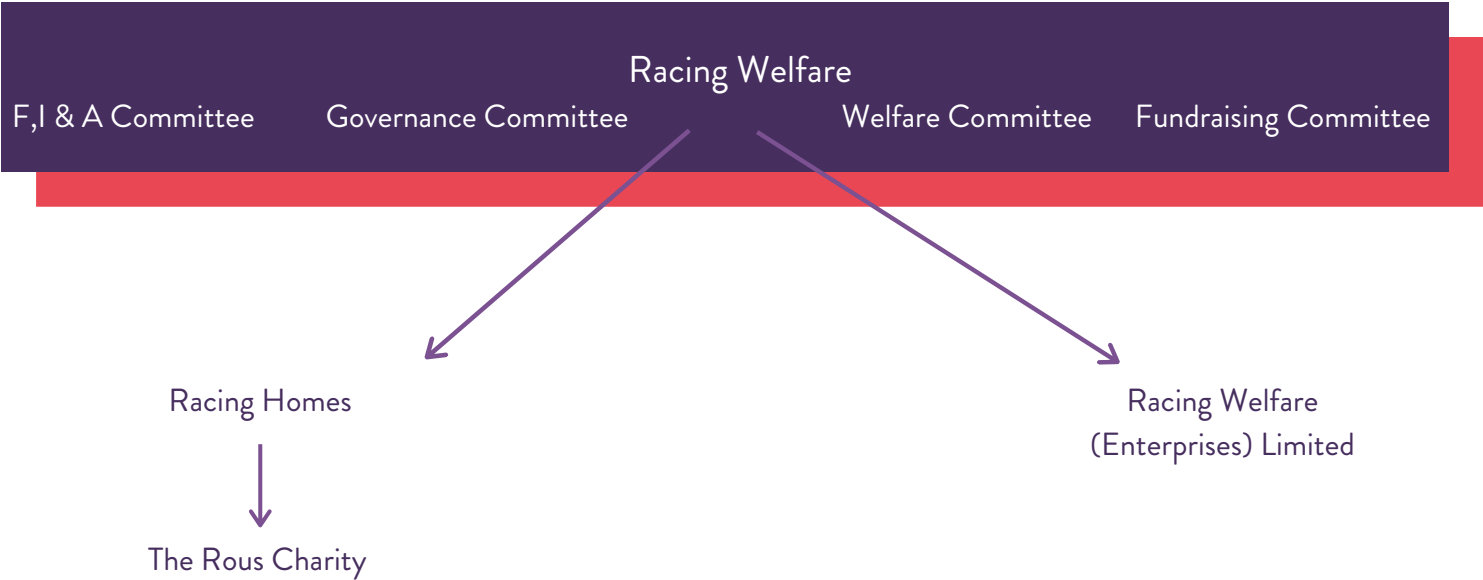 Racing Welfare
F,I & A Committee Governance Committee Welfare Committee Fundraising Committee
Racing Homes
Racing Welfare
(Enterprises) Limited
The Rous Charity